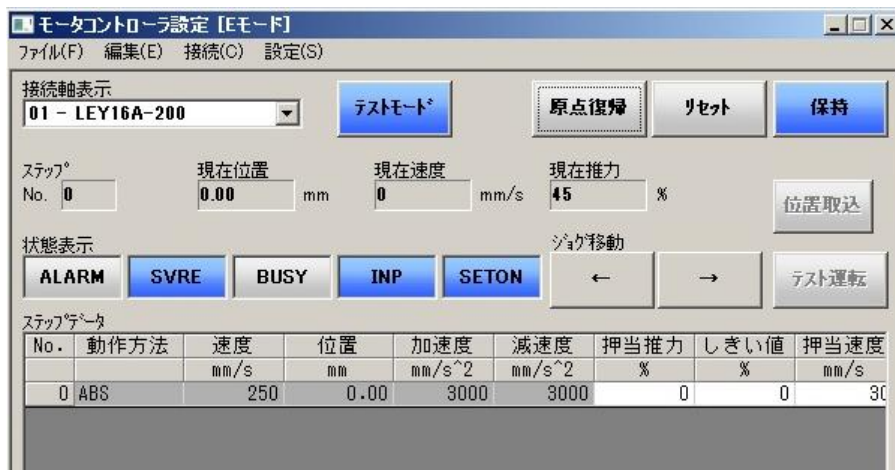 モータコントローラ設定 [Eモード]
ファイル(F) 編集(E) 接続(C) 設定(S)
接続軸表示
01 - LEY16A-200 テストモード 原点復帰 リセット 保持
ステップ 現在位置 現在速度 現在推力
No. 0 0.00 mm 0 mm/s 45 % 位置取込
状態表示 ジョグ移動
ALARM SVRE BUSY INP SETON ← → テスト運転
ステップデータ
No. 動作方法 速度 位置 加速度 減速度 押当推力 しきい値 押当速度
mm/s mm mm/s^2 mm/s^2 % % mm/s
0 ABS 250 0.00 3000 3000 0 0